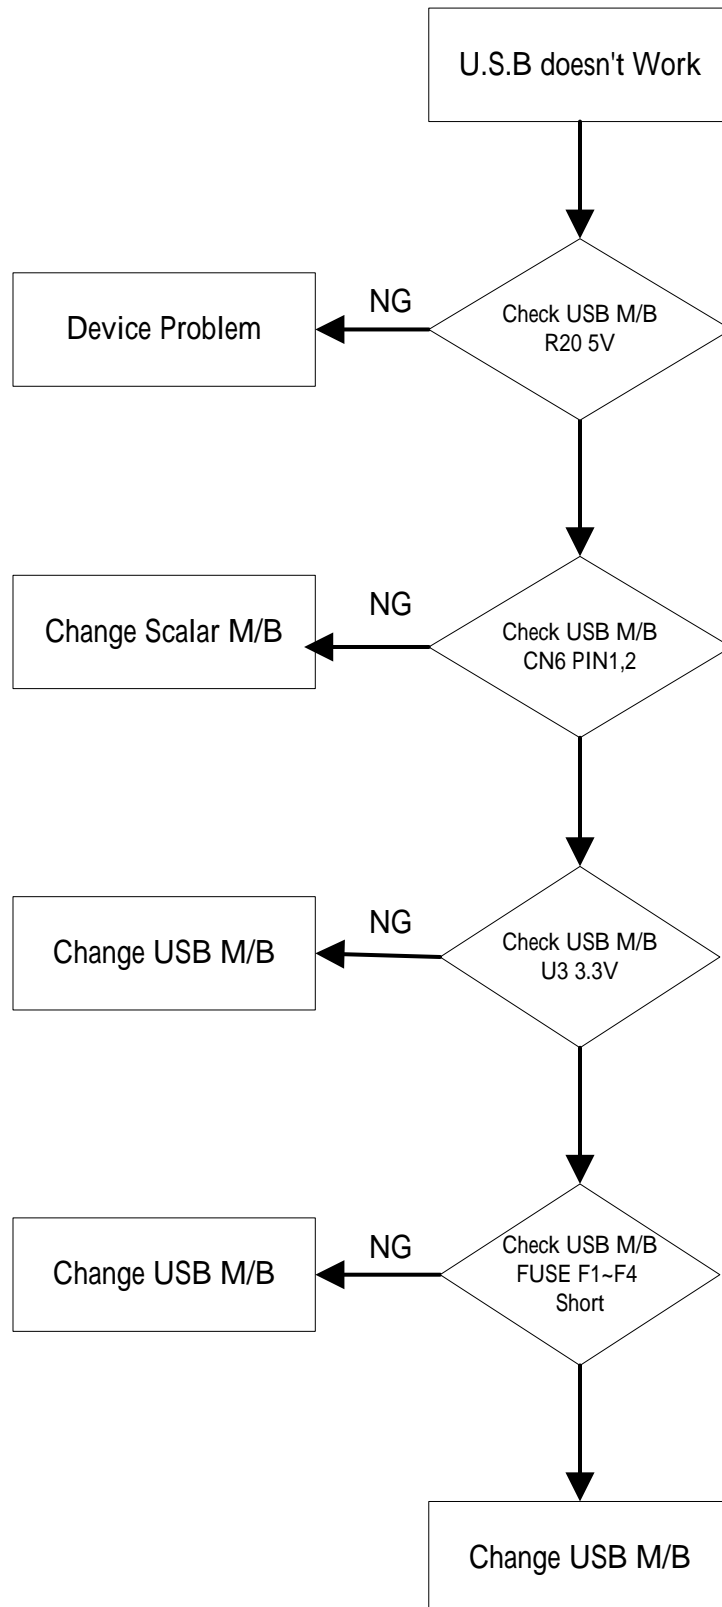 U.S.B doesn't Work
NG
Device Problem
Check USB M/B
R20 5V
NG
Change Scalar M/B
Check USB M/B
CN6 PIN1,2
NG
Change USB M/B
Check USB M/B
U3 3.3V
NG
Change USB M/B
Check USB M/B
FUSE F1~F4
Short
Change USB M/B